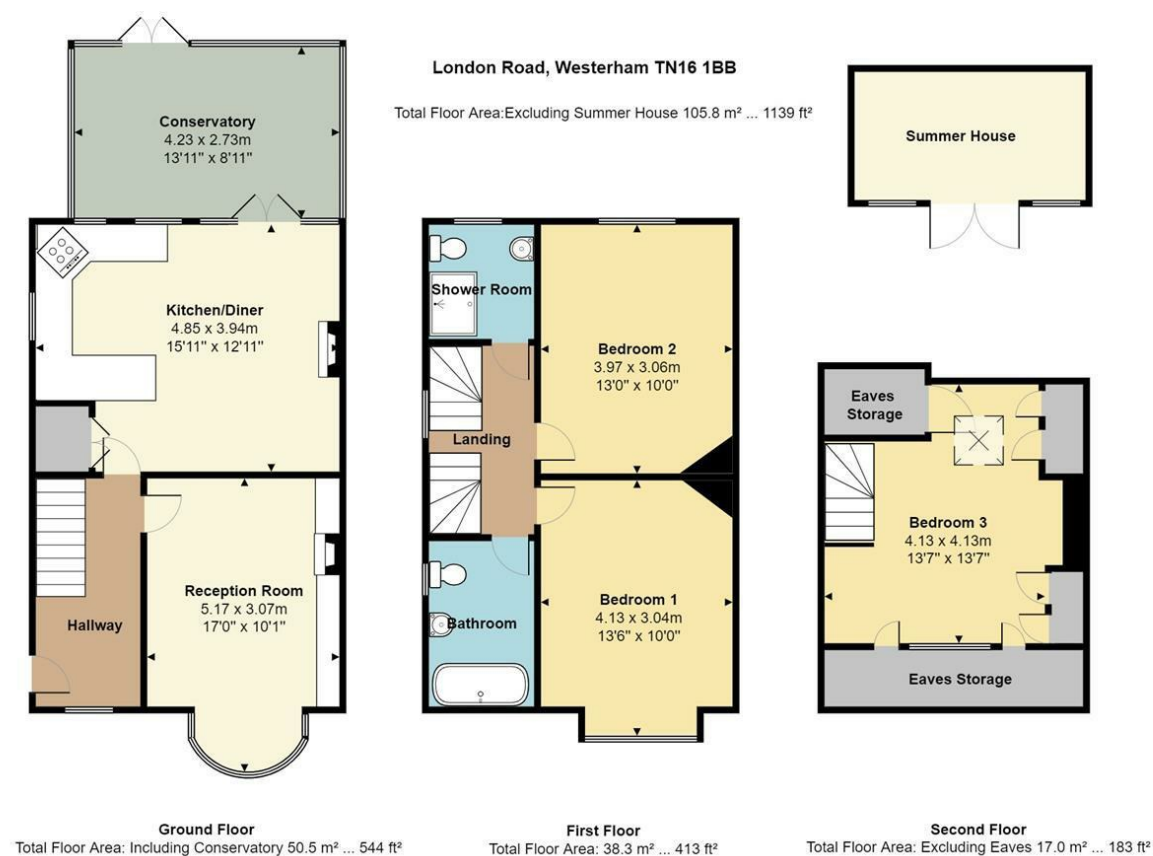 London Road, Westerham TN16 1BB
Total Floor Area:Excluding Summer House 105.8 m² ... 1139 ft²
Conservatory
4.23 x 2.73m
13'11" x 8'11"
Kitchen/Diner
4.85 x 3.94m
15'11" x 12'11"
Reception Room
5.17 x 3.07m
17'0" x 10'1"
Hallway
Ground Floor
Total Floor Area: Including Conservatory 50.5 m² ... 544 ft²
Shower Room
Bedroom 2
3.97 x 3.06m
13'0" x 10'0"
Landing
Bedroom 1
4.13 x 3.04m
13'6" x 10'0"
Bathroom
First Floor
Total Floor Area: 38.3 m² ... 413 ft²
Summer House
Eaves
Storage
Bedroom 3
4.13 x 4.13m
13'7" x 13'7"
Eaves Storage
Second Floor
Total Floor Area: Excluding Eaves 17.0 m² ... 183 ft²